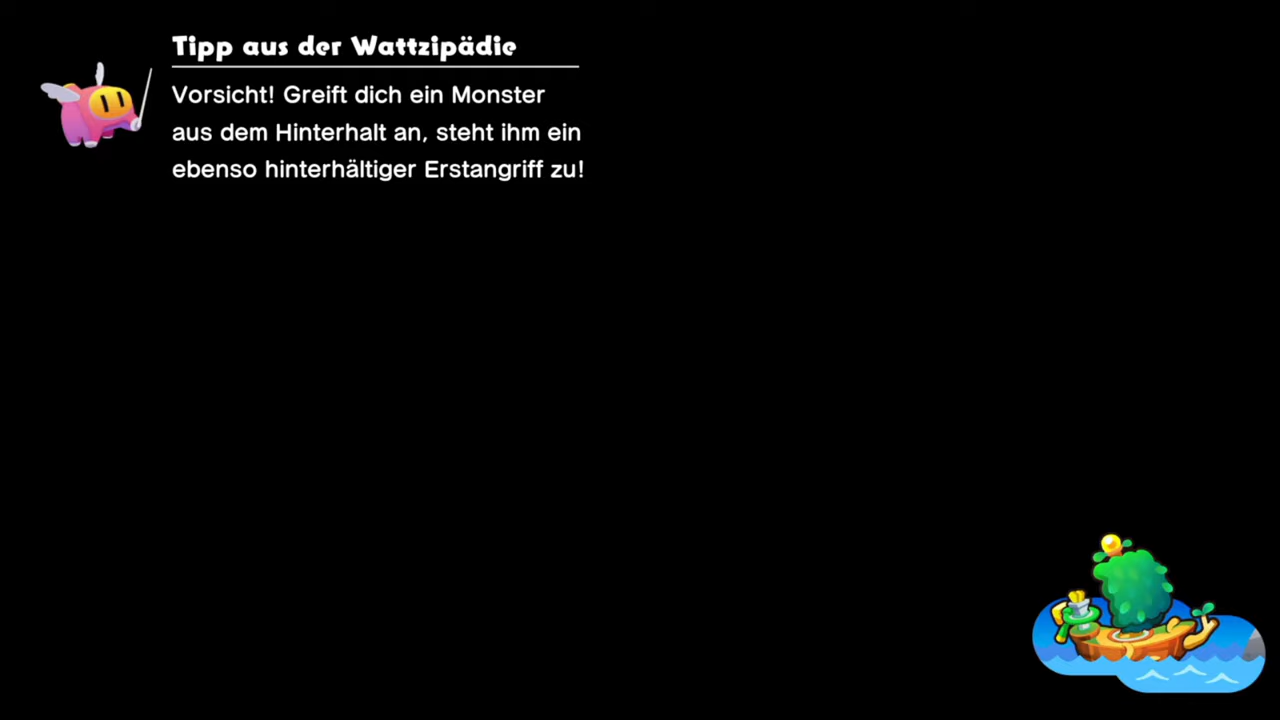 Tipp aus der Wattzipädie
Vorsicht! Greift dich ein Monster
aus dem Hinterhalt an, steht ihm ein
ebenso hinterhältiger Erstangriff zu!